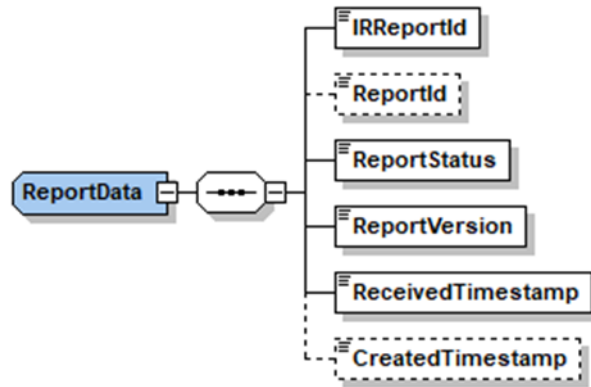 IRReportId
ReportId
ReportData
ReportStatus
ReportVersion
ReceivedTimestamp
CreatedTimestamp